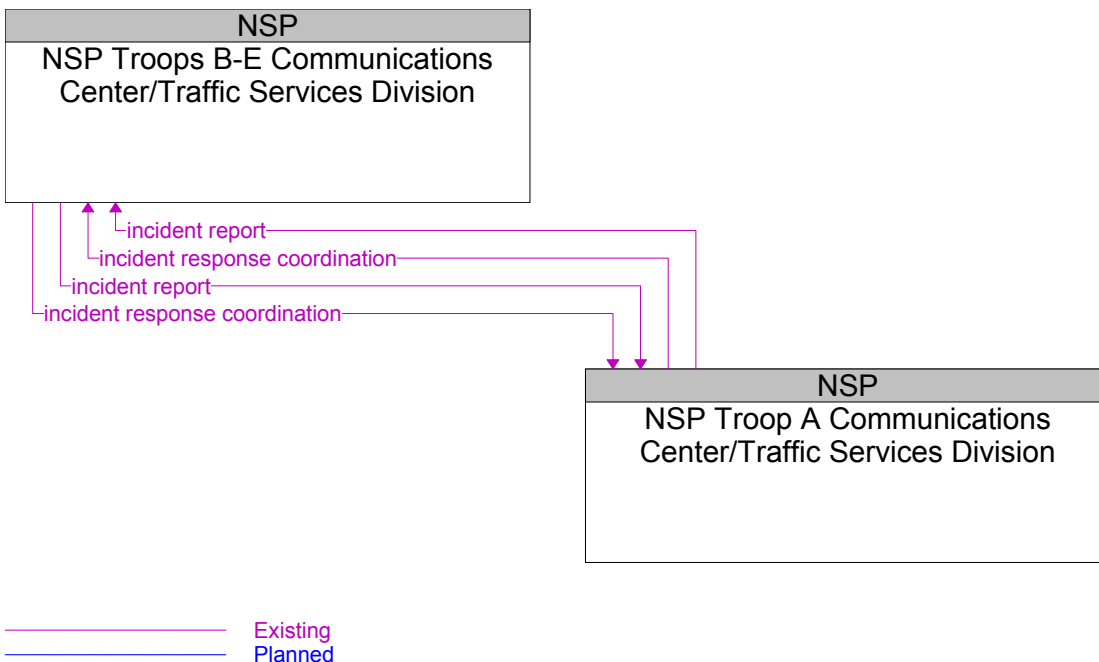 NSP
NSP Troops B-E Communications
Center/Traffic Services Division
incident report
incident response coordination
incident report
incident response coordination
NSP
NSP Troop A Communications
Center/Traffic Services Division
Existing
Planned